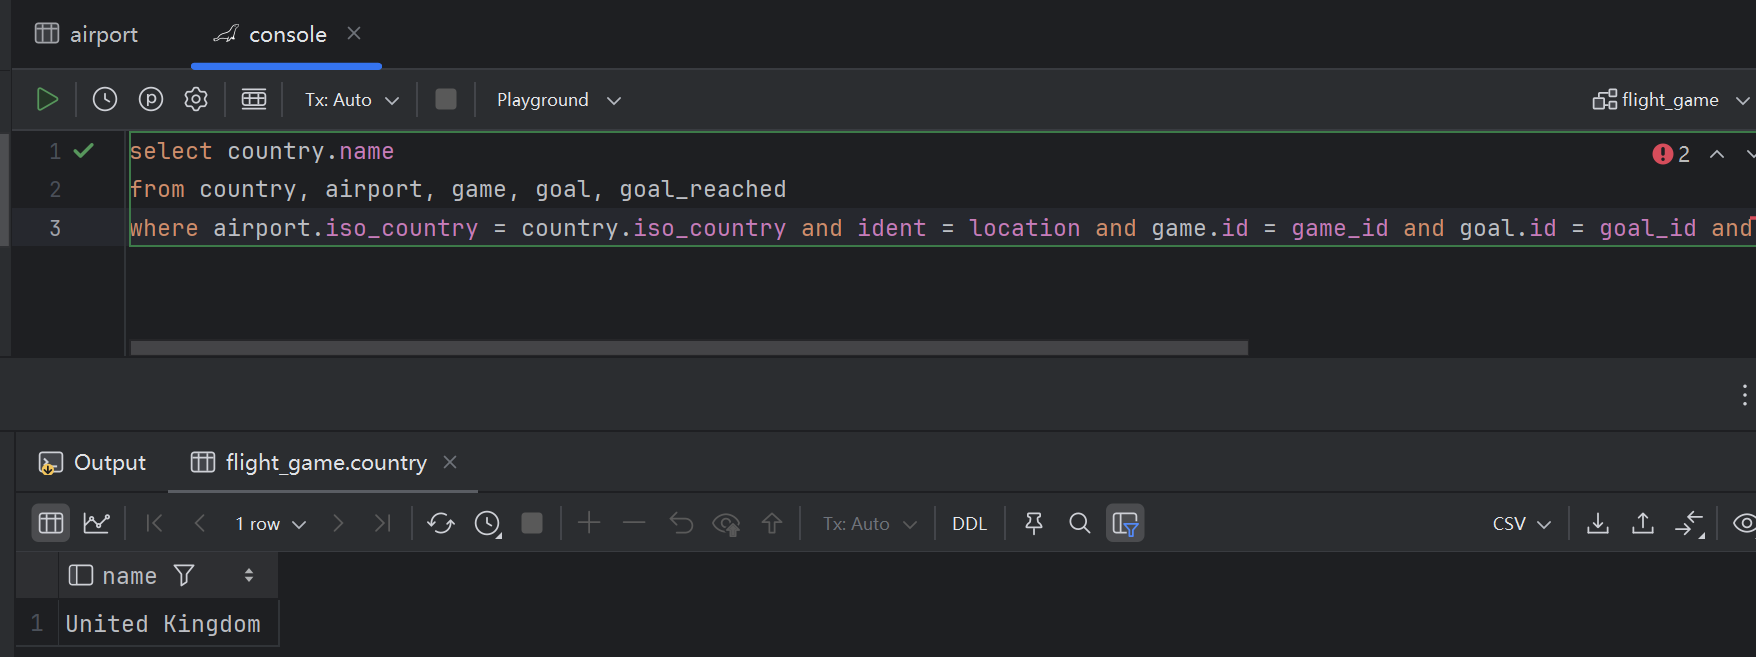 airport console
Tx: Auto Playground flight_game
1 select country.name 2
2 from country, airport, game, goal, goal_reached
3 where airport.iso_country = country.iso_country and ident = location and game.id = game_id and goal.id = goal_id and
Output flight_game.country
1 row Tx: Auto DDL CSV
name
1 United Kingdom